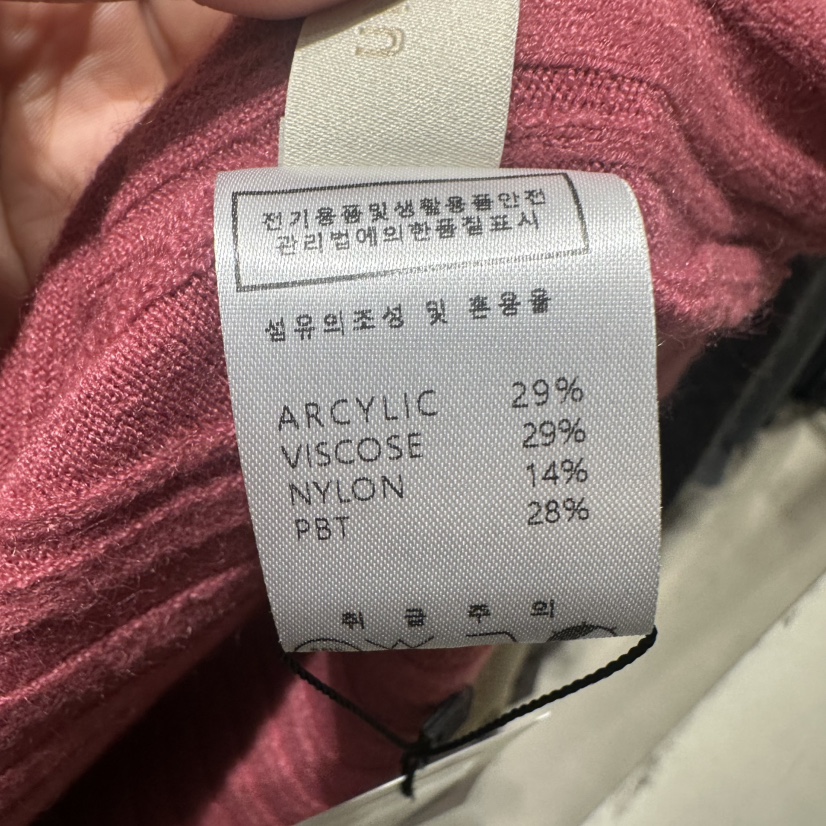 전기용품및생활용품안전
관리법에의한품질표시
섬유의조성 및 혼용율
ARCYLIC 29%
VISCOSE 29%
NYLON 14%
PBT 28%
취 급 주 의